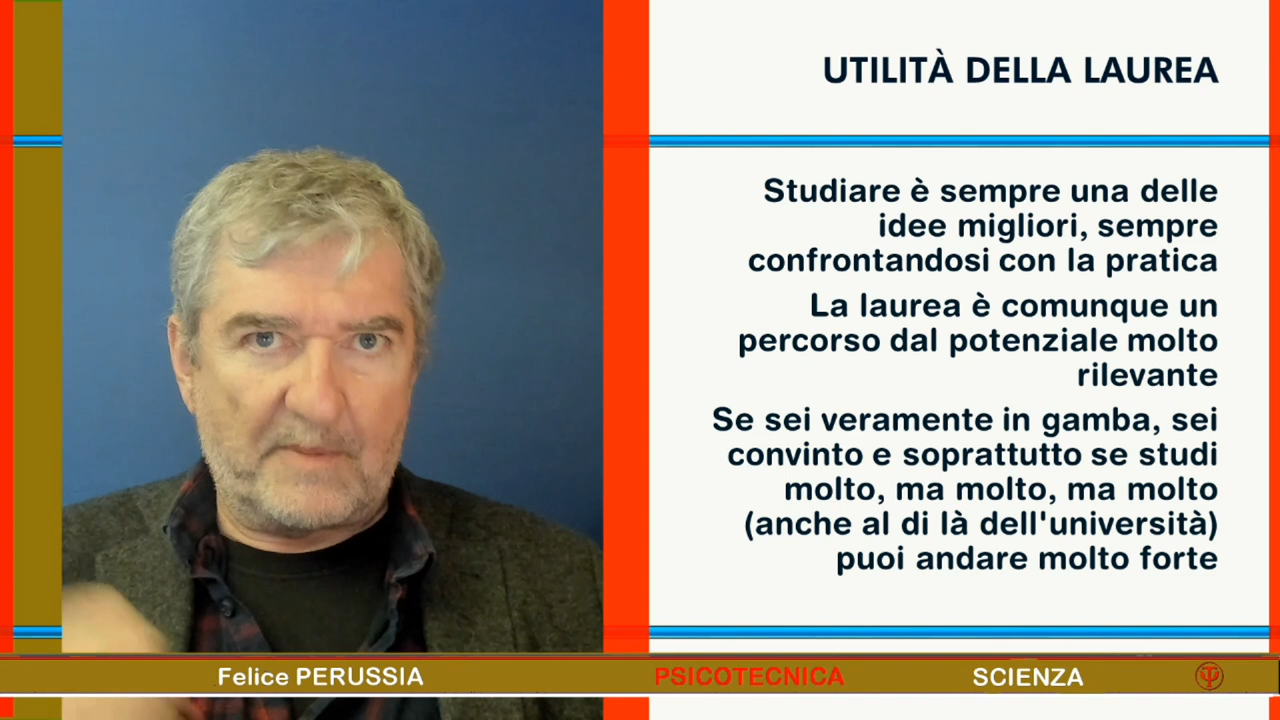 UTILITÀ DELLA LAUREA
Studiare è sempre una delle
idee migliori, sempre
confrontandosi con la pratica
La laurea è comunque un
percorso dal potenziale molto
rilevante
Se sei veramente in gamba, sei
convinto e soprattutto se studi
molto, ma molto, ma molto
(anche al di là dell'università)
puoi andare molto forte
Felice PERUSSIA PSICOTECNICA SCIENZA